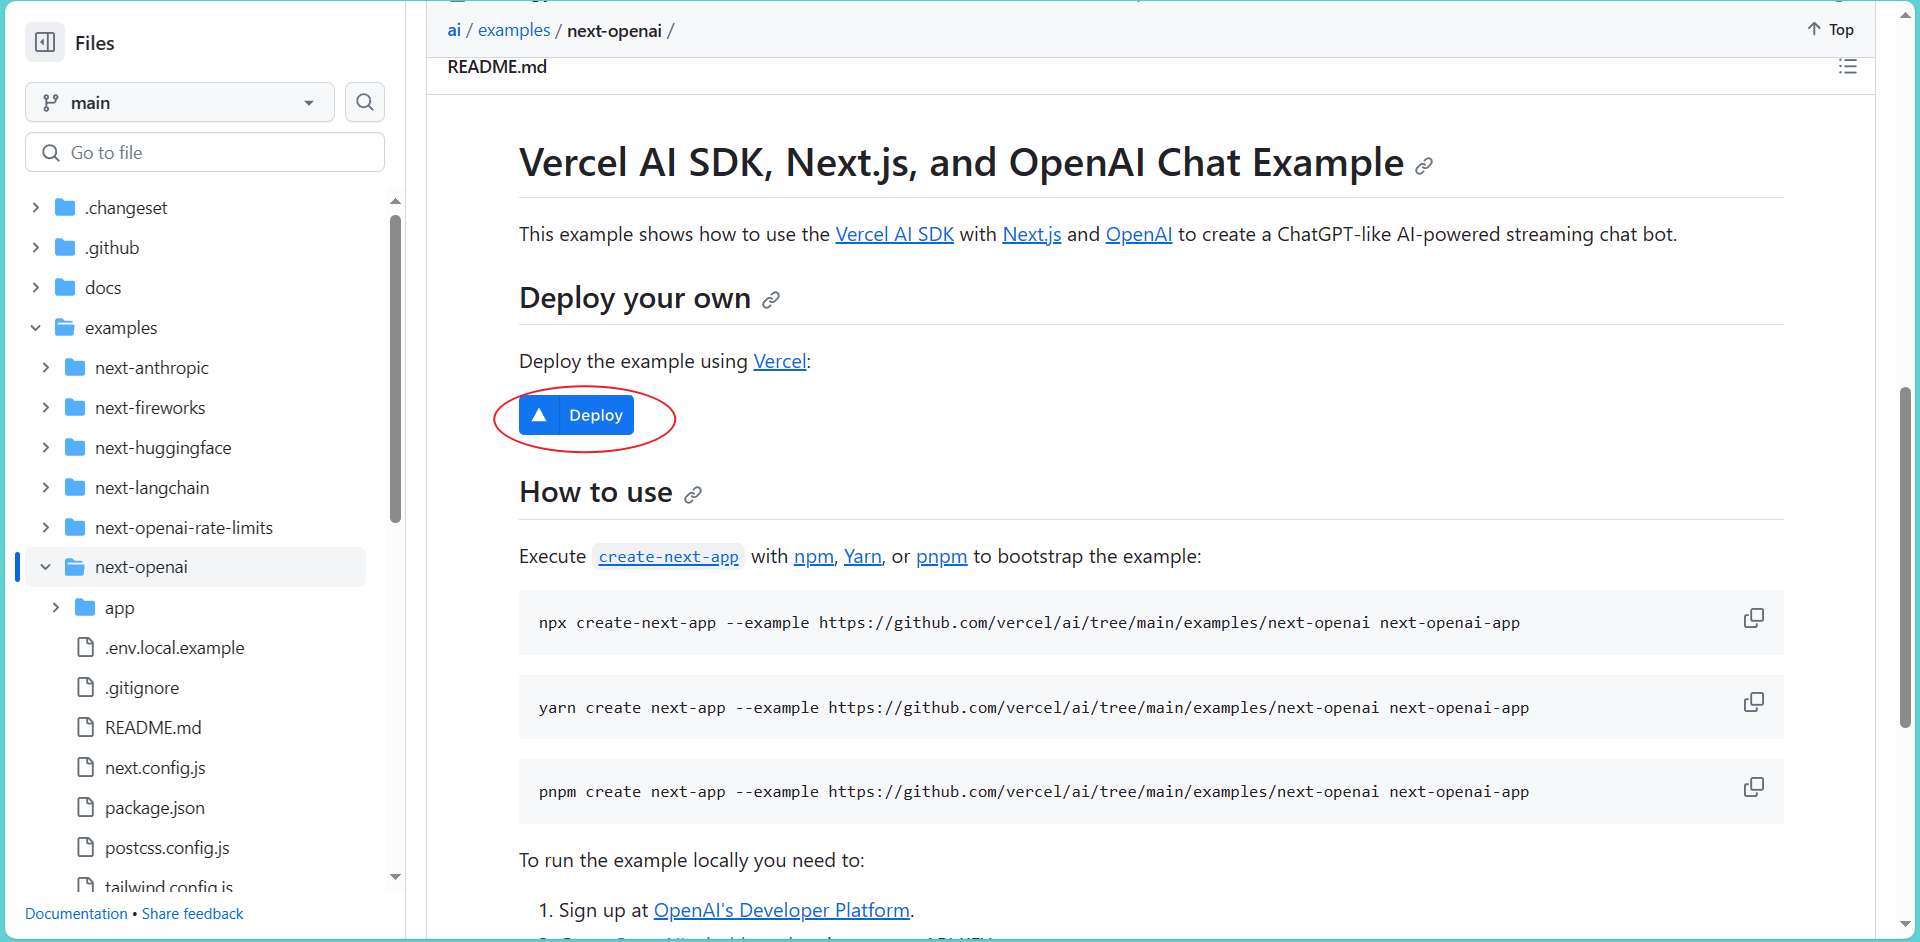 Files
main
Go to file
.changeset
.github
docs
examples
next-anthropic
next-fireworks
next-huggingface
next-langchain
next-openai-rate-limits
next-openai
app
.env.local.example
.gitignore
README.md
next.config.js
package.json
postcss.config.js
tailwind.config.js
Documentation • Share feedback
ai / examples / next-openai /
Top
README.md
Vercel AI SDK, Next.js, and OpenAI Chat Example
This example shows how to use the Vercel AI SDK with Next.js and OpenAI to create a ChatGPT-like AI-powered streaming chat bot.
Deploy your own
Deploy the example using Vercel:
Deploy
How to use
Execute create-next-app with npm, Yarn, or pnpm to bootstrap the example:
npx create-next-app --example https://github.com/vercel/ai/tree/main/examples/next-openai next-openai-app
yarn create next-app --example https://github.com/vercel/ai/tree/main/examples/next-openai next-openai-app
pnpm create next-app --example https://github.com/vercel/ai/tree/main/examples/next-openai next-openai-app
To run the example locally you need to:
1. Sign up at OpenAI's Developer Platform.